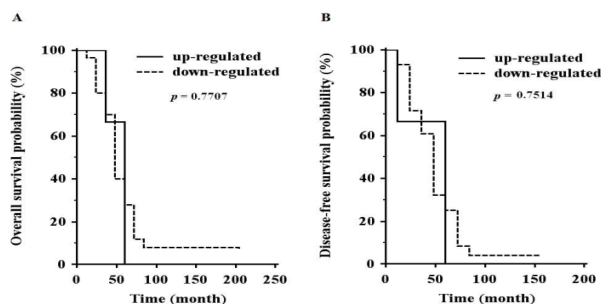 A
Overall survival probability (%)
100
80
60
40
20
0
0 50 100 150 200 250
Time (month)
up-regulated
down-regulated
p = 0.7707
B
Disease-free survival probability (%)
100
80
60
40
20
0
0 50 100 150 200
Time (month)
up-regulated
down-regulated
p = 0.7514